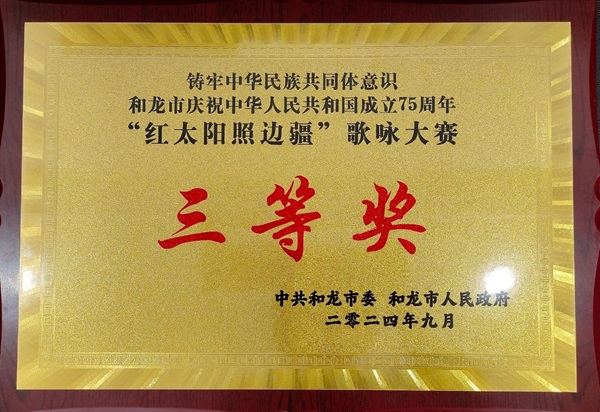 铸牢中华民族共同体意识
和龙市庆祝中华人民共和国成立75周年
“红太阳照边疆”歌咏大赛
三等奖
中共和龙市委 和龙市人民政府
二零二四年九月